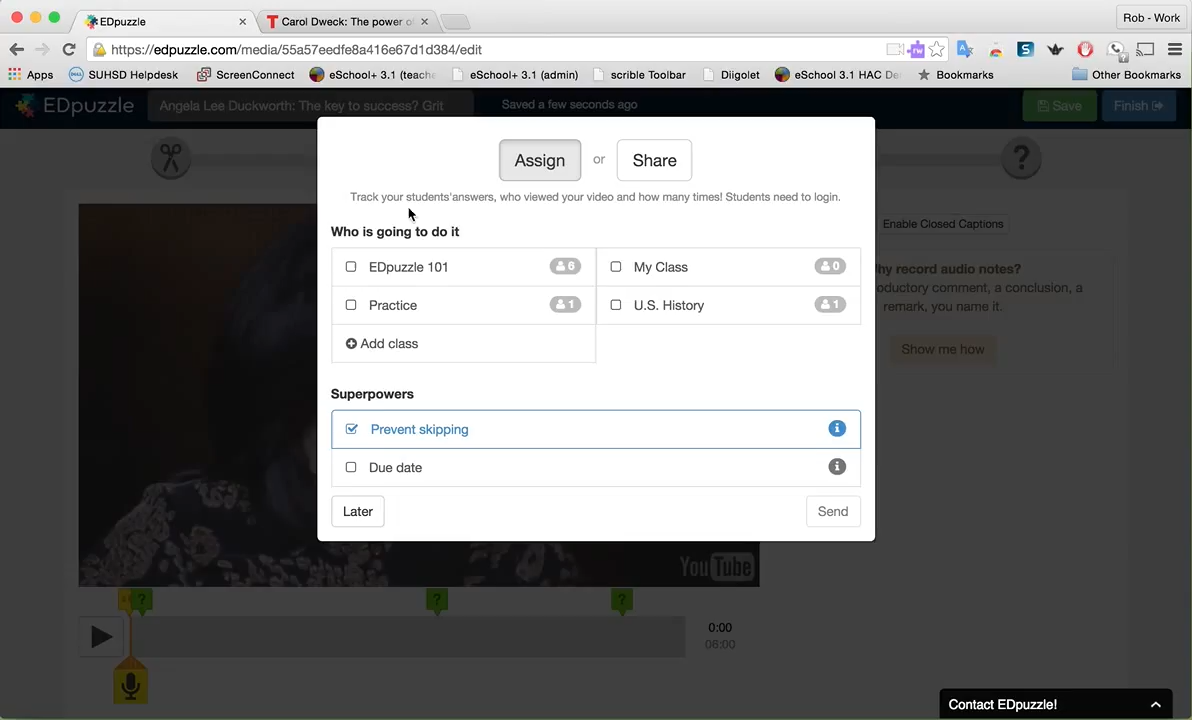 EDpuzzle
Carol Dweck: The power o
Rob - Work
https://edpuzzle.com/media/55a57eedfe8a416e67d1d384/edit
Apps
SUHSD Helpdesk
ScreenConnect
eSchool+ 3.1 (teache
eSchool+ 3.1 (admin)
scrible Toolbar
Diigolet
eSchool 3.1 HAC De
Bookmarks
Other Bookmarks
EDpuzzle
Angela Lee Duckworth: The key to success? Grit
Saved a few seconds ago
Save
Finish
Assign or Share
Track your students'answers, who viewed your video and how many times! Students need to login.
Who is going to do it
EDpuzzle 101 6
My Class 0
Practice 1
U.S. History 1
Add class
Superpowers
Prevent skipping
Due date
Later
Send
Enable Closed Captions
hy record audio notes?
oductory comment, a conclusion, a
remark, you name it.
Show me how
YouTube
? ? ?
0:00
06:00
Contact EDpuzzle!